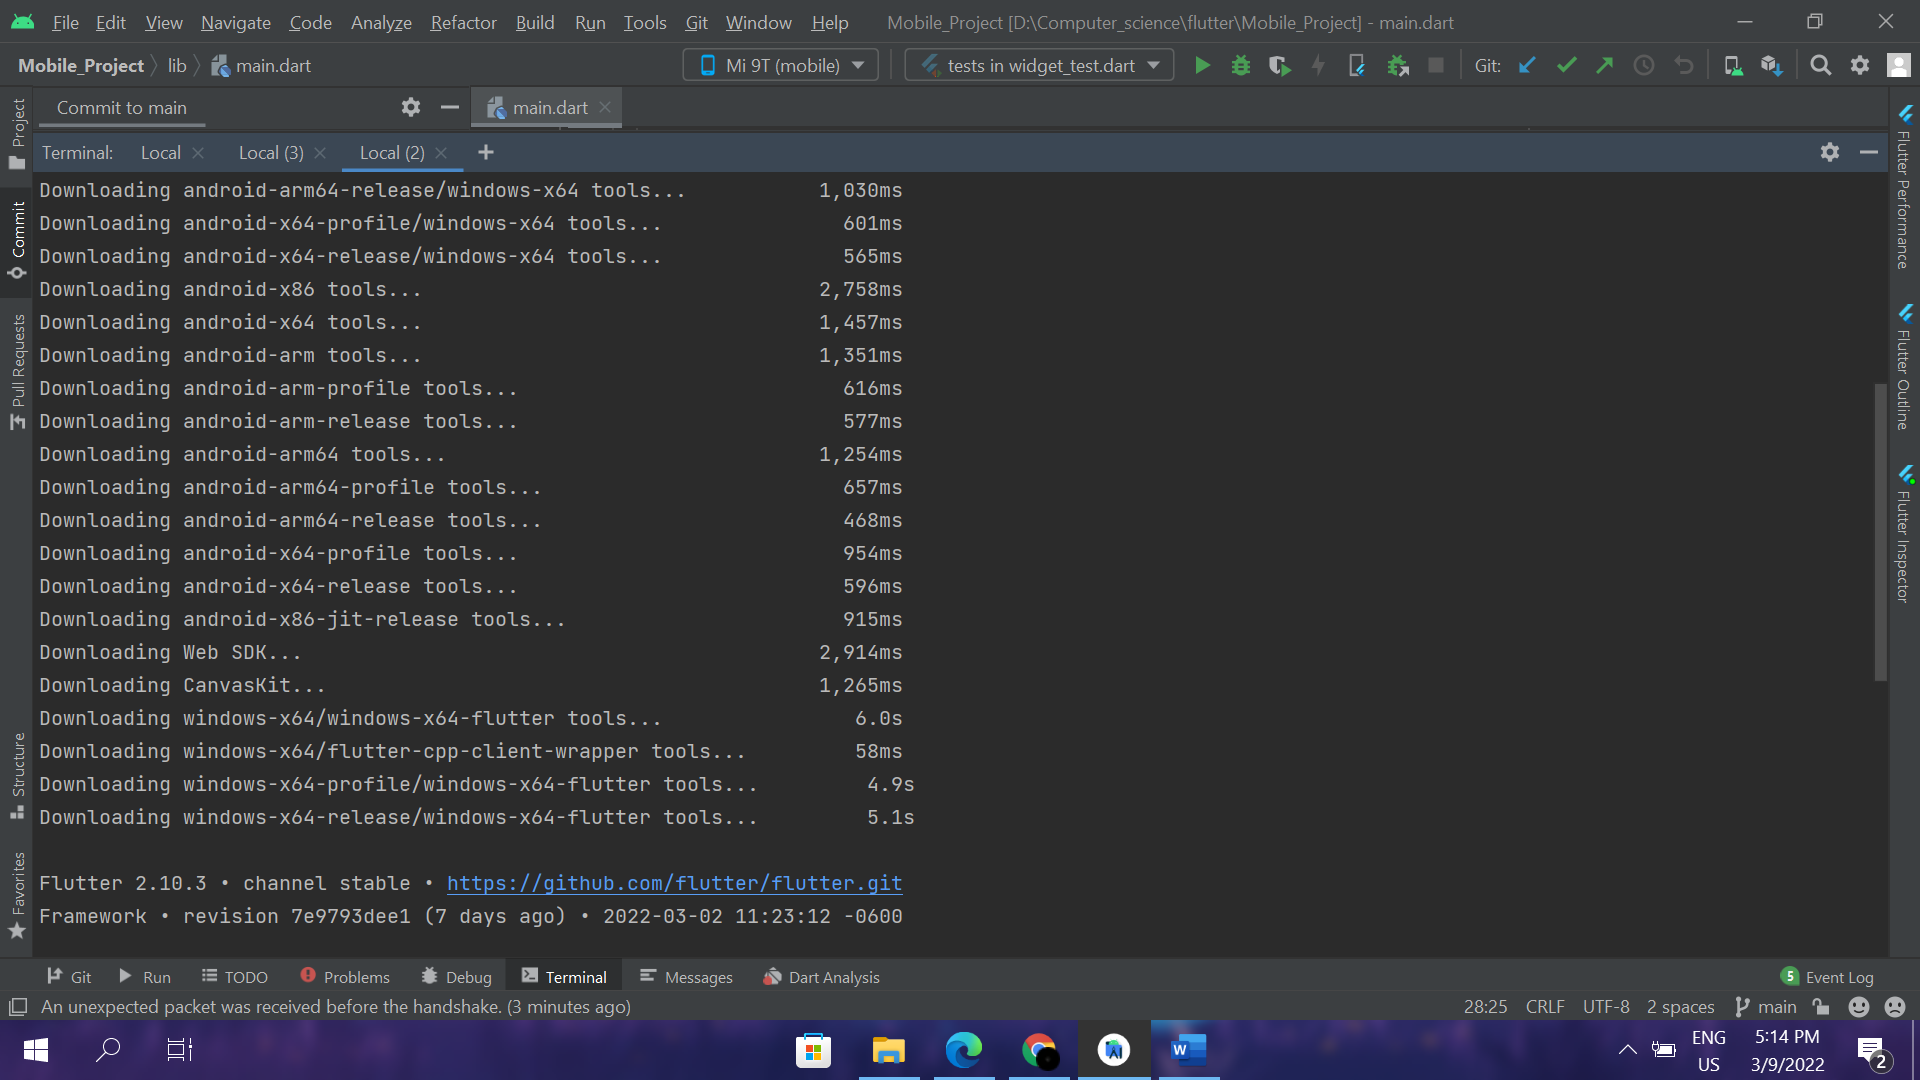 File Edit View Navigate Code Analyze Refactor Build Run Tools Git Window Help Mobile_Project [D:\Computer_science\flutter\Mobile_Project] - main.dart
Mobile_Project lib main.dart Mi 9T (mobile) tests in widget_test.dart Git:
Commit to main main.dart
Terminal: Local Local (3) Local (2)
Downloading android-arm64-release/windows-x64 tools... 1,030ms
Downloading android-x64-profile/windows-x64 tools... 601ms
Downloading android-x64-release/windows-x64 tools... 565ms
Downloading android-x86 tools... 2,758ms
Downloading android-x64 tools... 1,457ms
Downloading android-arm tools... 1,351ms
Downloading android-arm-profile tools... 616ms
Downloading android-arm-release tools... 577ms
Downloading android-arm64 tools... 1,254ms
Downloading android-arm64-profile tools... 657ms
Downloading android-arm64-release tools... 468ms
Downloading android-x64-profile tools... 954ms
Downloading android-x64-release tools... 596ms
Downloading android-x86-jit-release tools... 915ms
Downloading Web SDK... 2,914ms
Downloading CanvasKit... 1,265ms
Downloading windows-x64/windows-x64-flutter tools... 6.0s
Downloading windows-x64/flutter-cpp-client-wrapper tools... 58ms
Downloading windows-x64-profile/windows-x64-flutter tools... 4.9s
Downloading windows-x64-release/windows-x64-flutter tools... 5.1s
Flutter 2.10.3 • channel stable • https://github.com/flutter/flutter.git
Framework • revision 7e9793dee1 (7 days ago) • 2022-03-02 11:23:12 -0600
Project
Commit
Pull Requests
Structure
Favorites
Flutter Performance
Flutter Outline
Flutter Inspector
Git Run TODO Problems Debug Terminal Messages Dart Analysis 5 Event Log
An unexpected packet was received before the handshake. (3 minutes ago) 28:25 CRLF UTF-8 2 spaces main
ENG
US
5:14 PM
3/9/2022
2